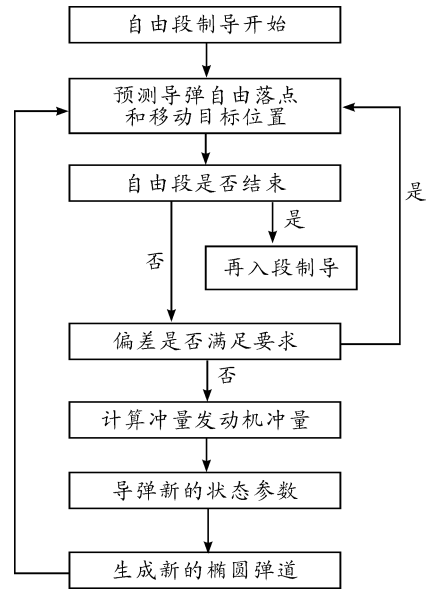 自由段制导开始
预测导弹自由落点
和移动目标位置
自由段是否结束
是
否
再入段制导
是
偏差是否满足要求
否
计算冲量发动机冲量
导弹新的状态参数
生成新的椭圆弹道